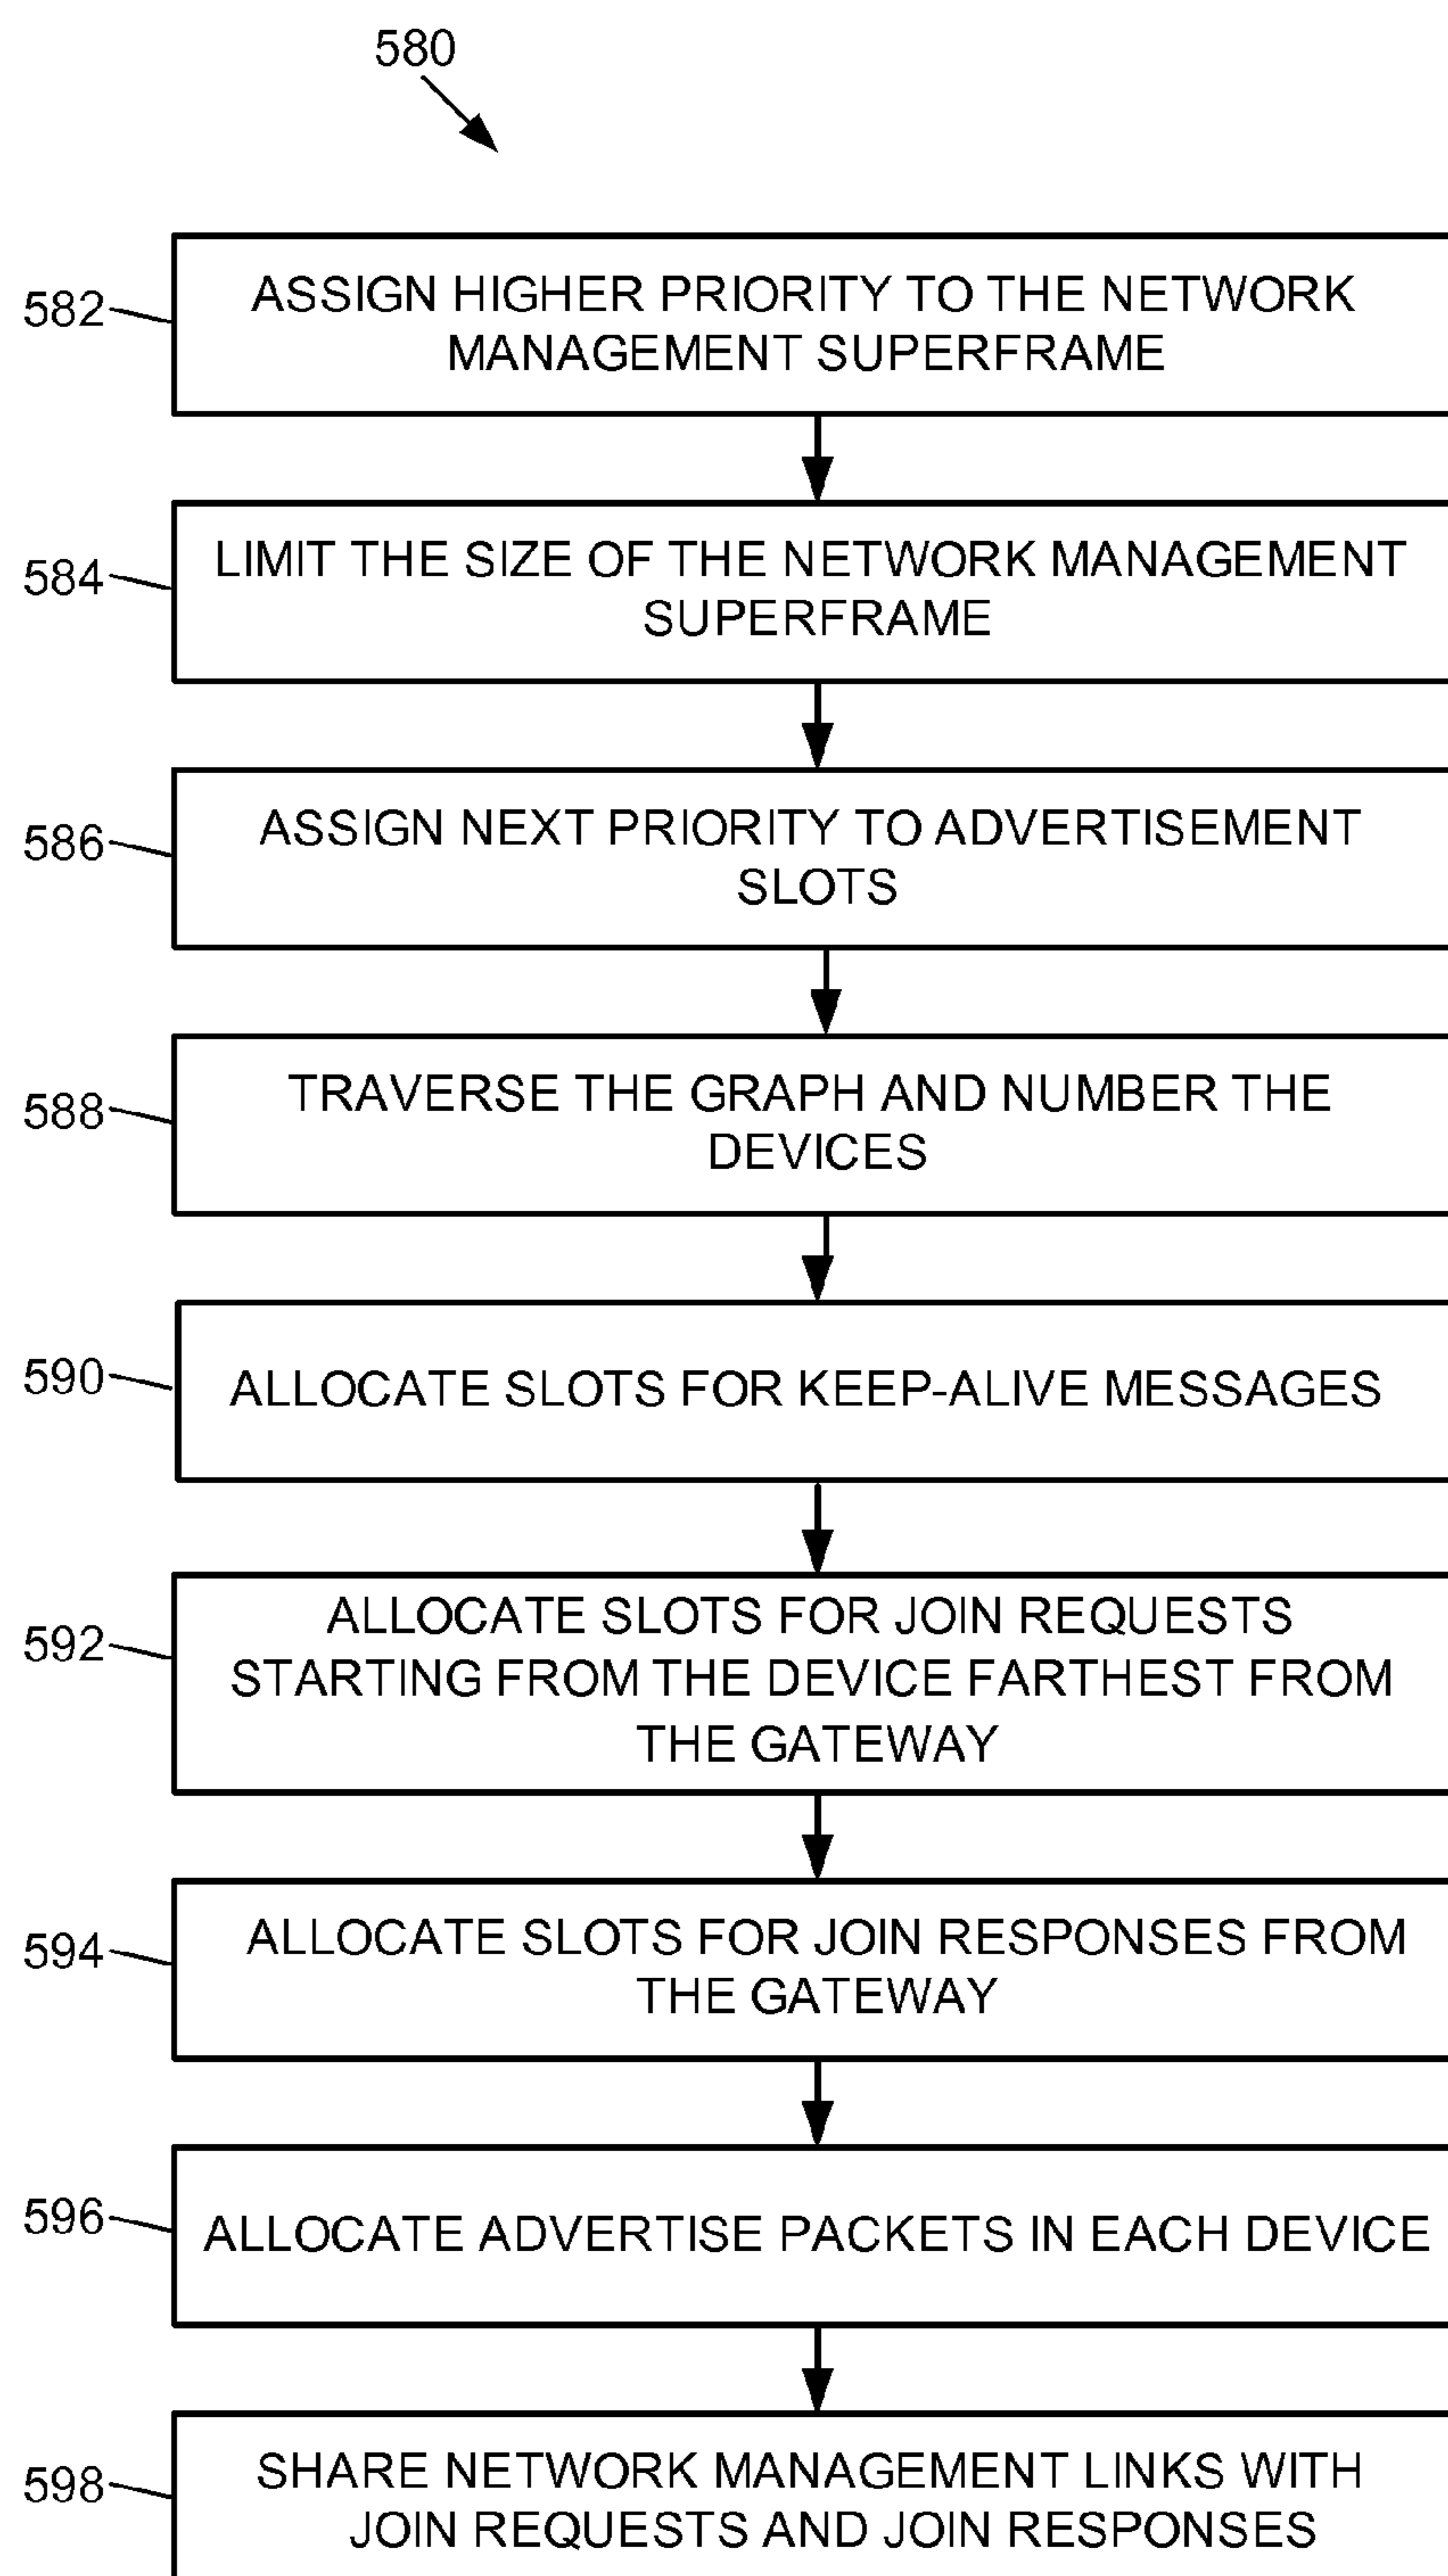 580
582
ASSIGN HIGHER PRIORITY TO THE NETWORK
MANAGEMENT SUPERFRAME
584
LIMIT THE SIZE OF THE NETWORK MANAGEMENT
SUPERFRAME
586
ASSIGN NEXT PRIORITY TO ADVERTISEMENT
SLOTS
588
TRAVERSE THE GRAPH AND NUMBER THE
DEVICES
590
ALLOCATE SLOTS FOR KEEP-ALIVE MESSAGES
592
ALLOCATE SLOTS FOR JOIN REQUESTS
STARTING FROM THE DEVICE FARTHEST FROM
THE GATEWAY
594
ALLOCATE SLOTS FOR JOIN RESPONSES FROM
THE GATEWAY
596
ALLOCATE ADVERTISE PACKETS IN EACH DEVICE
598
SHARE NETWORK MANAGEMENT LINKS WITH
JOIN REQUESTS AND JOIN RESPONSES